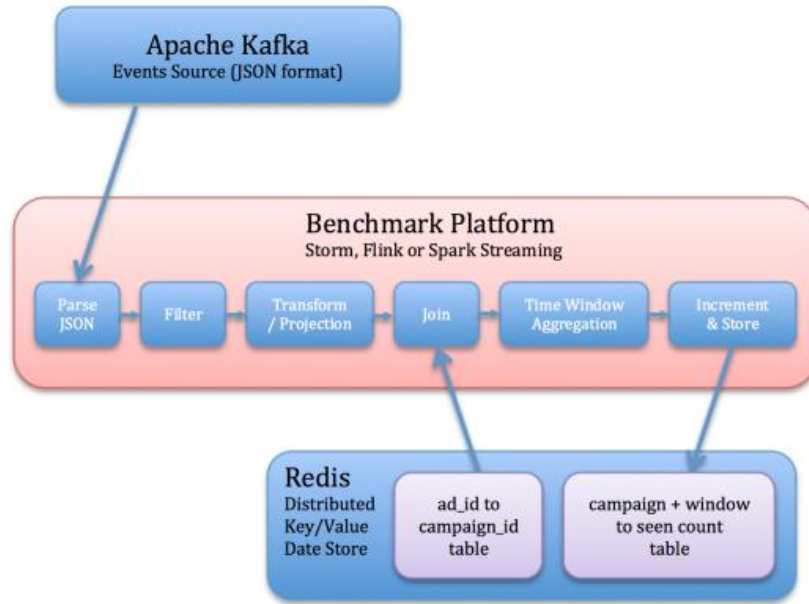 Apache Kafka
Events Source (JSON format)
Benchmark Platform
Storm, Flink or Spark Streaming
Parse
JSON
Filter
Transform
/ Projection
Join
Time Window
Aggregation
Increment
& Store
Redis
Distributed
Key/Value
Date Store
ad_id to
campaign_id
table
campaign + window
to seen count
table